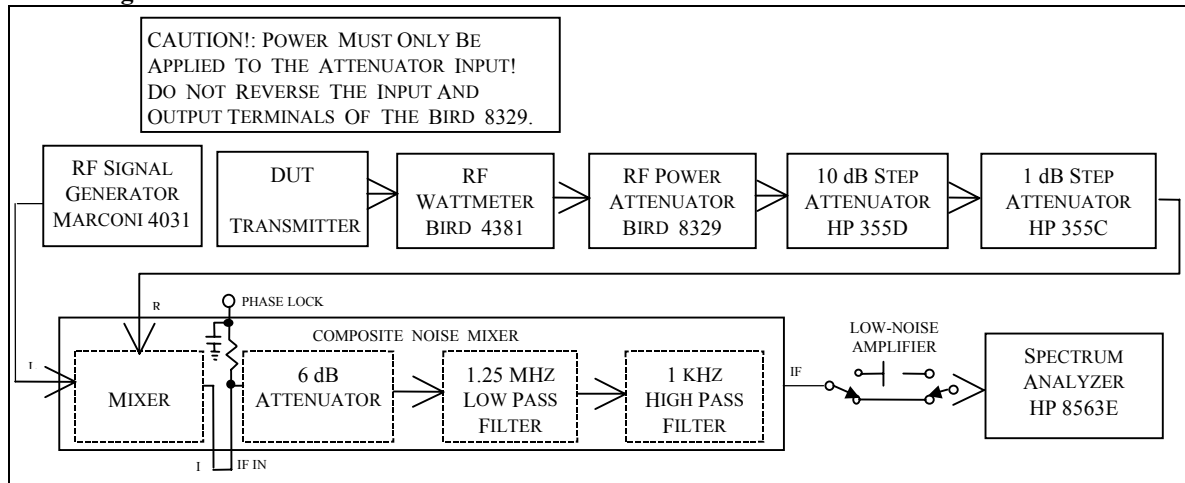 CAUTION!: POWER MUST ONLY BE
APPLIED TO THE ATTENUATOR INPUT!
DO NOT REVERSE THE INPUT AND
OUTPUT TERMINALS OF THE BIRD 8329.
RF SIGNAL
GENERATOR
MARCONI 4031
DUT
TRANSMITTER
RF
WATTMETER
BIRD 4381
RF POWER
ATTENUATOR
BIRD 8329
10 dB STEP
ATTENUATOR
HP 355D
1 dB STEP
ATTENUATOR
HP 355C
R
PHASE LOCK
COMPOSITE NOISE MIXER
I
MIXER
6 dB
ATTENUATOR
1.25 MHZ
LOW PASS
FILTER
1 KHZ
HIGH PASS
FILTER
IF
LOW-NOISE
AMPLIFIER
SPECTRUM
ANALYZER
HP 8563E
I
IF IN